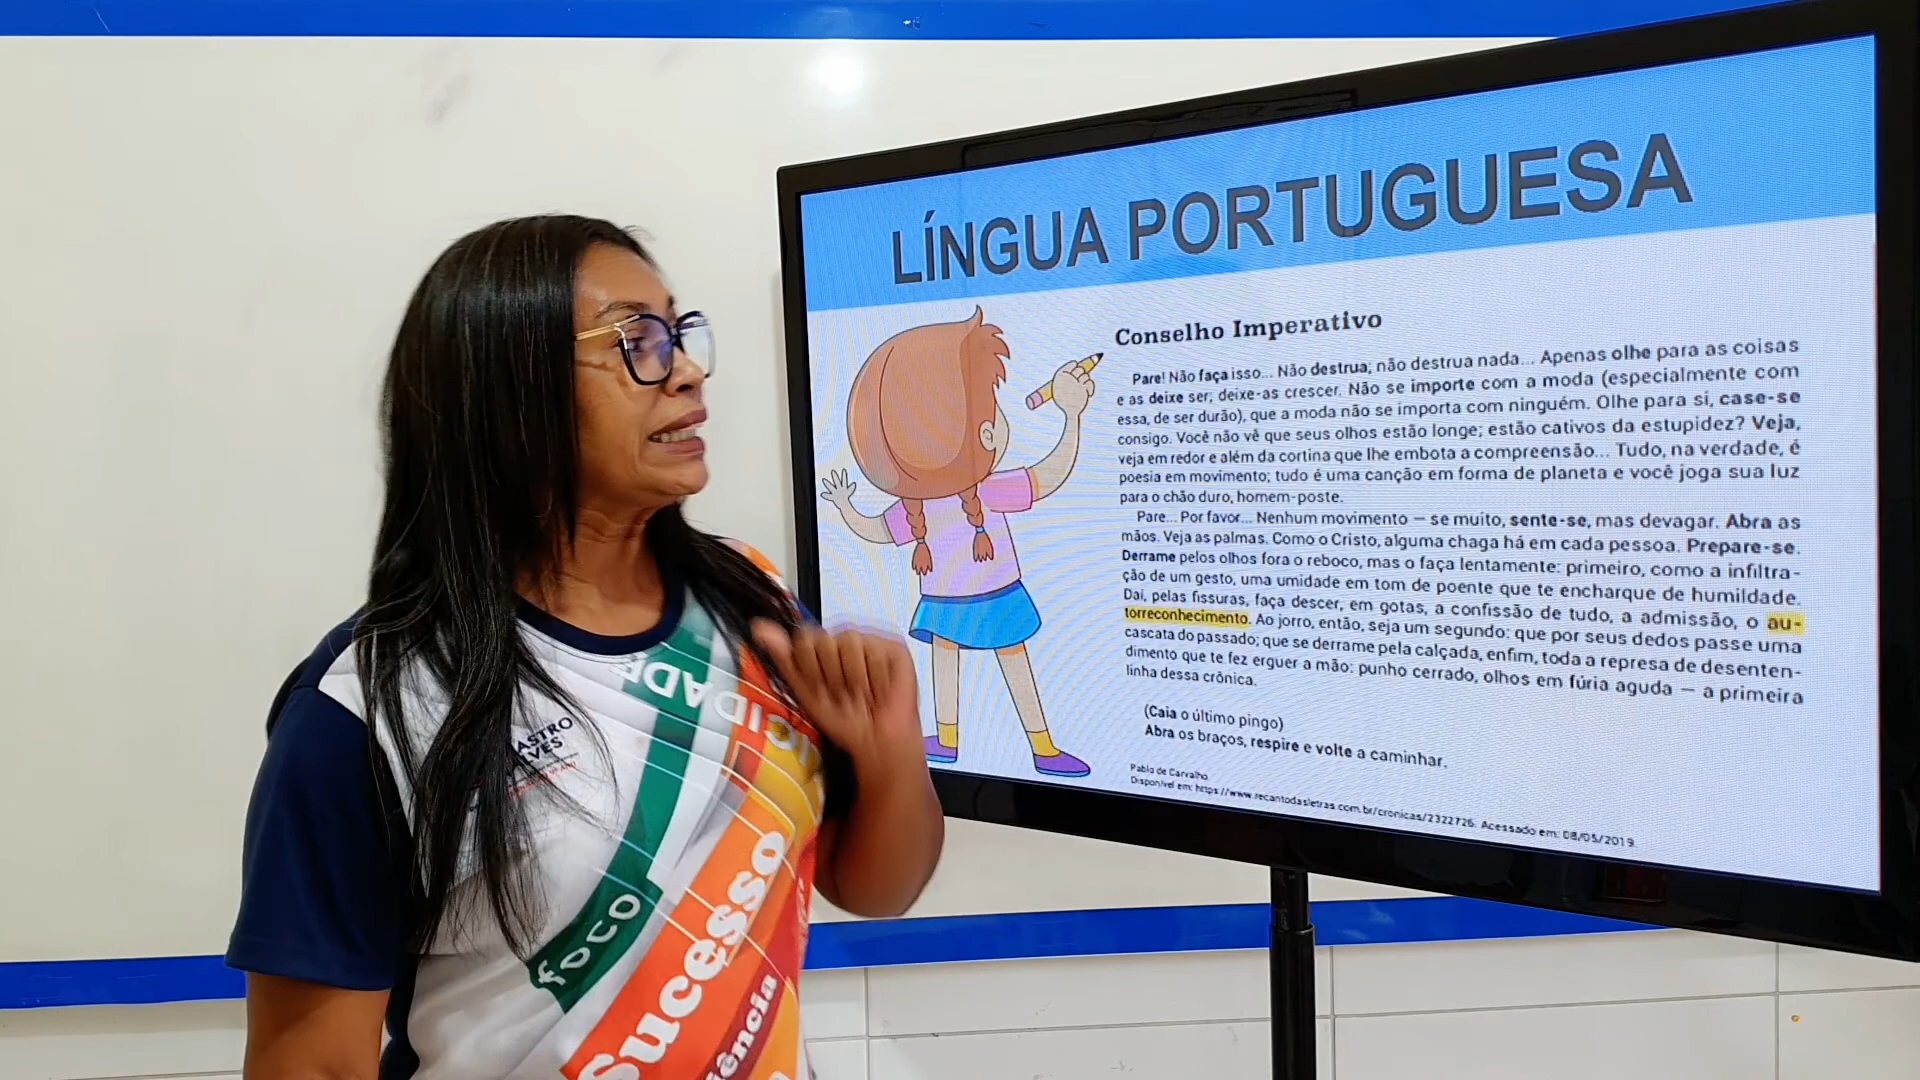 LÍNGUA PORTUGUESA
Conselho Imperativo
Pare! Não faça isso... Não destrua; não destrua nada... Apenas olhe para as coisas
e as deixe ser; deixe-as crescer. Não se importe com a moda (especialmente com
essa, de ser durão), que a moda não se importa com ninguém. Olhe para si, case-se
consigo. Você não vê que seus olhos estão longe; estão cativos da estupidez? Veja,
veja em redor e além da cortina que lhe embota a compreensão... Tudo, na verdade, é
poesia em movimento; tudo é uma canção em forma de planeta e você joga sua luz
para o chão duro, homem-poste.
Pare... Por favor... Nenhum movimento — se muito, sente-se, mas devagar. Abra as
mãos. Veja as palmas. Como o Cristo, alguma chaga há em cada pessoa. Prepare-se.
Derrame pelos olhos fora o reboco, mas o faça lentamente: primeiro, como a infiltra-
ção de um gesto, uma umidade em tom de poente que te encharque de humildade.
Daí, pelas fissuras, faça descer, em gotas, a confissão de tudo, a admissão, o au-
torreconhecimento. Ao jorro, então, seja um segundo: que por seus dedos passe uma
cascata do passado; que se derrame pela calçada, enfim, toda a represa de desenten-
dimento que te fez erguer a mão: punho cerrado, olhos em fúria aguda — a primeira
linha dessa crônica.
(Caia o último pingo)
Abra os braços, respire e volte a caminhar.
Pablo de Carvalho
Disponível em: https://www.recantodasletras.com.br/cronicas/2322726. Acessado em: 08/05/2019.
ASTRO
LVES
foco
Sucesso